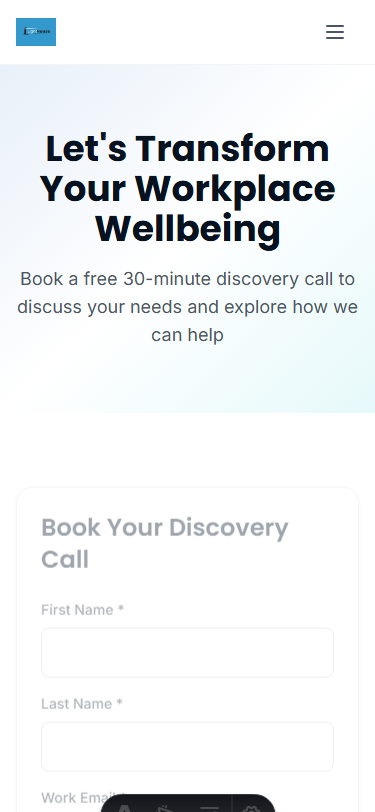 Let's Transform
Your Workplace
Wellbeing
Book a free 30-minute discovery call to
discuss your needs and explore how we
can help
Book Your Discovery
Call
First Name *
Last Name *
Work Email